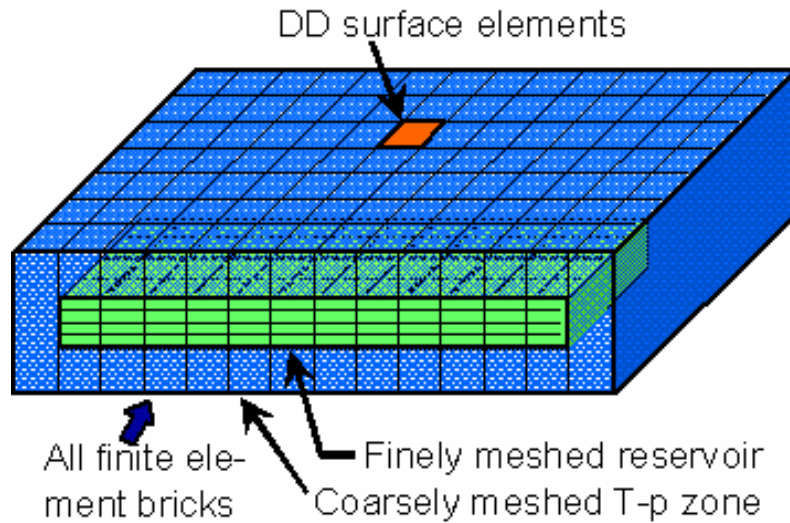 DD surface elements
All finite ele-
ment bricks
Finely meshed reservoir
Coarsely meshed T-p zone